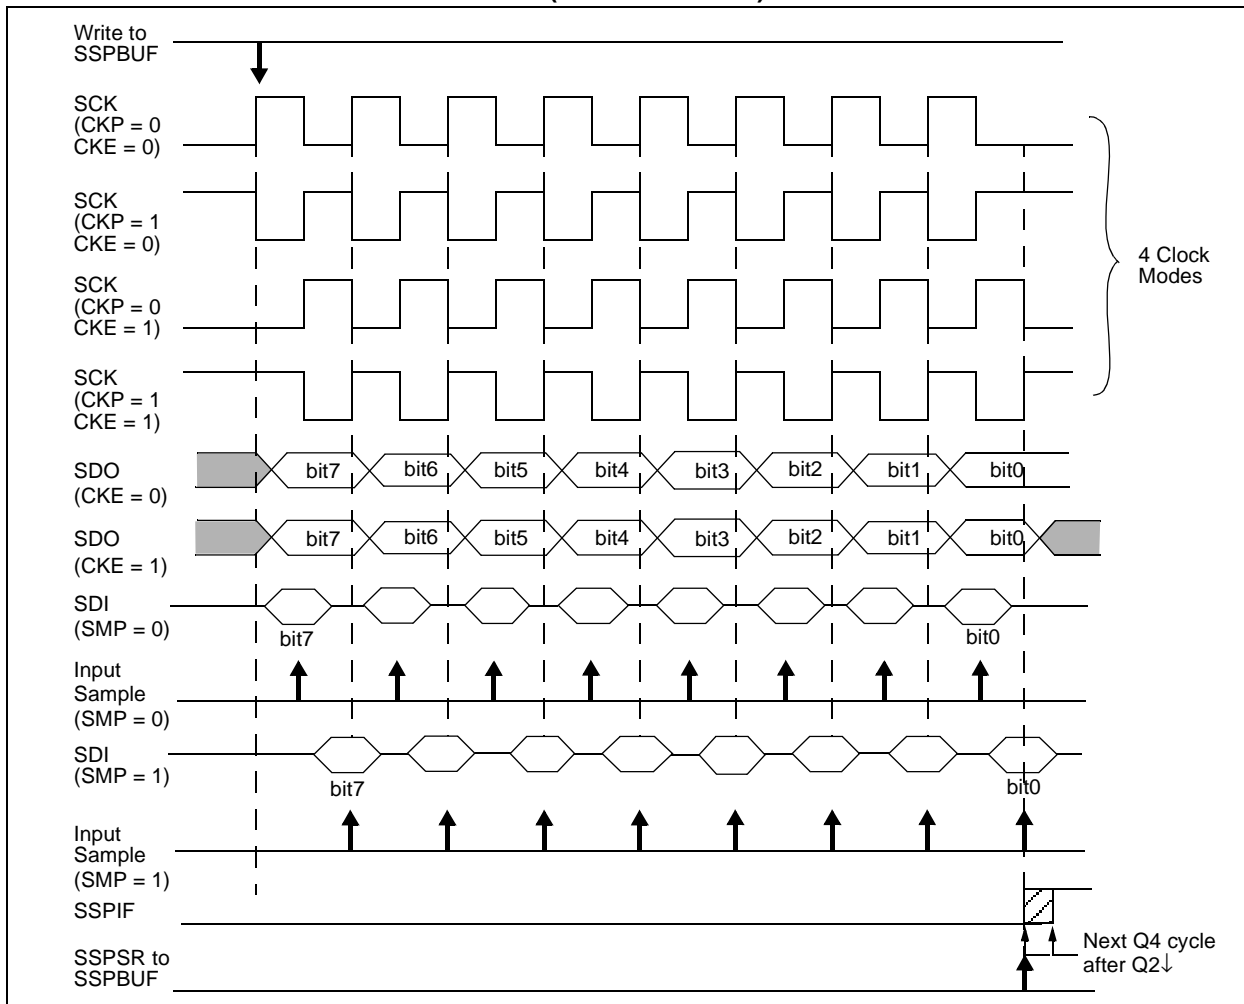 Write to
SSPBUF
SCK
(CKP = 0
CKE = 0)
SCK
(CKP = 1
CKE = 0)
SCK
(CKP = 0
CKE = 1)
SCK
(CKP = 1
CKE = 1)
4 Clock
Modes
SDO
(CKE = 0)
bit7 bit6 bit5 bit4 bit3 bit2 bit1 bit0
SDO
(CKE = 1)
bit7 bit6 bit5 bit4 bit3 bit2 bit1 bit0
SDI
(SMP = 0)
bit7 bit0
Input
Sample
(SMP = 0)
SDI
(SMP = 1)
bit7 bit0
Input
Sample
(SMP = 1)
SSPIF
SSPSR to
SSPBUF
Next Q4 cycle
after Q2↓